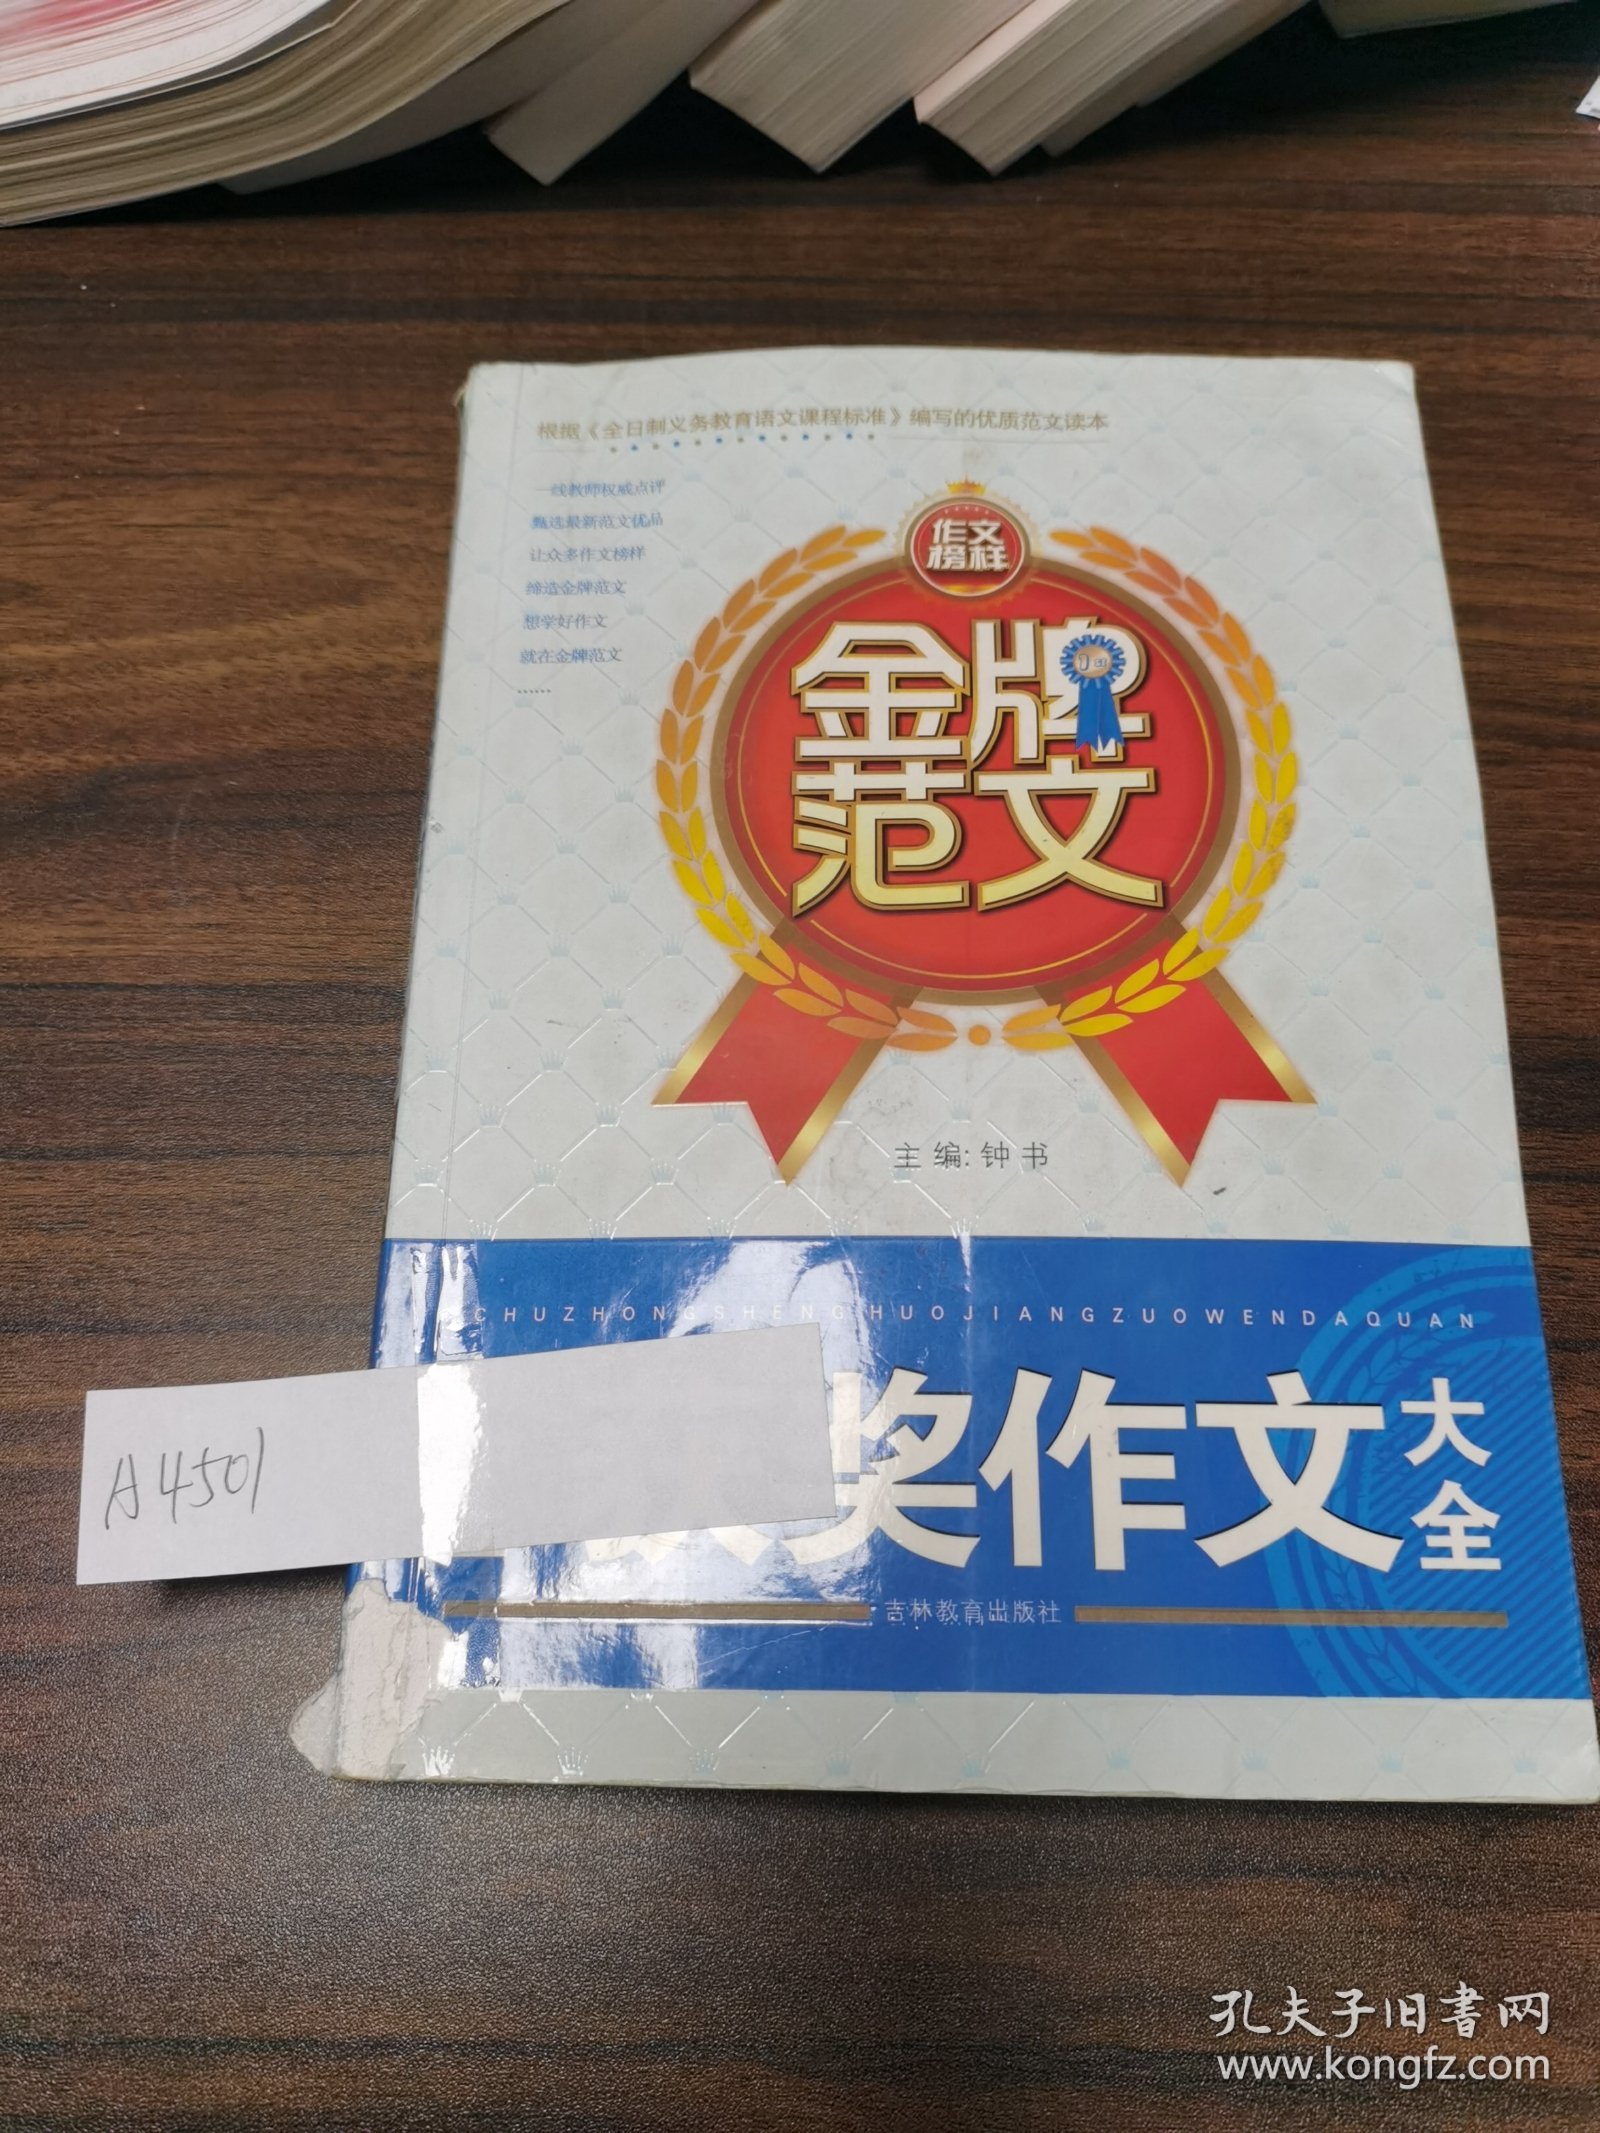 根据《全日制义务教育语文课程标准》编写的优质范文读本
一线教师权威点评
甄选最新范文优品
让众多作文榜样
缔造金牌范文
想学好作文
就在金牌范文
……
作文
榜样
金牌
1st
范文
主编:钟书
CHUZHONGSHENGHUOJIANGZUOWENDAQUAN
奖作文大全
A4501
吉林教育出版社
孔夫子旧书网
www.kongfz.com